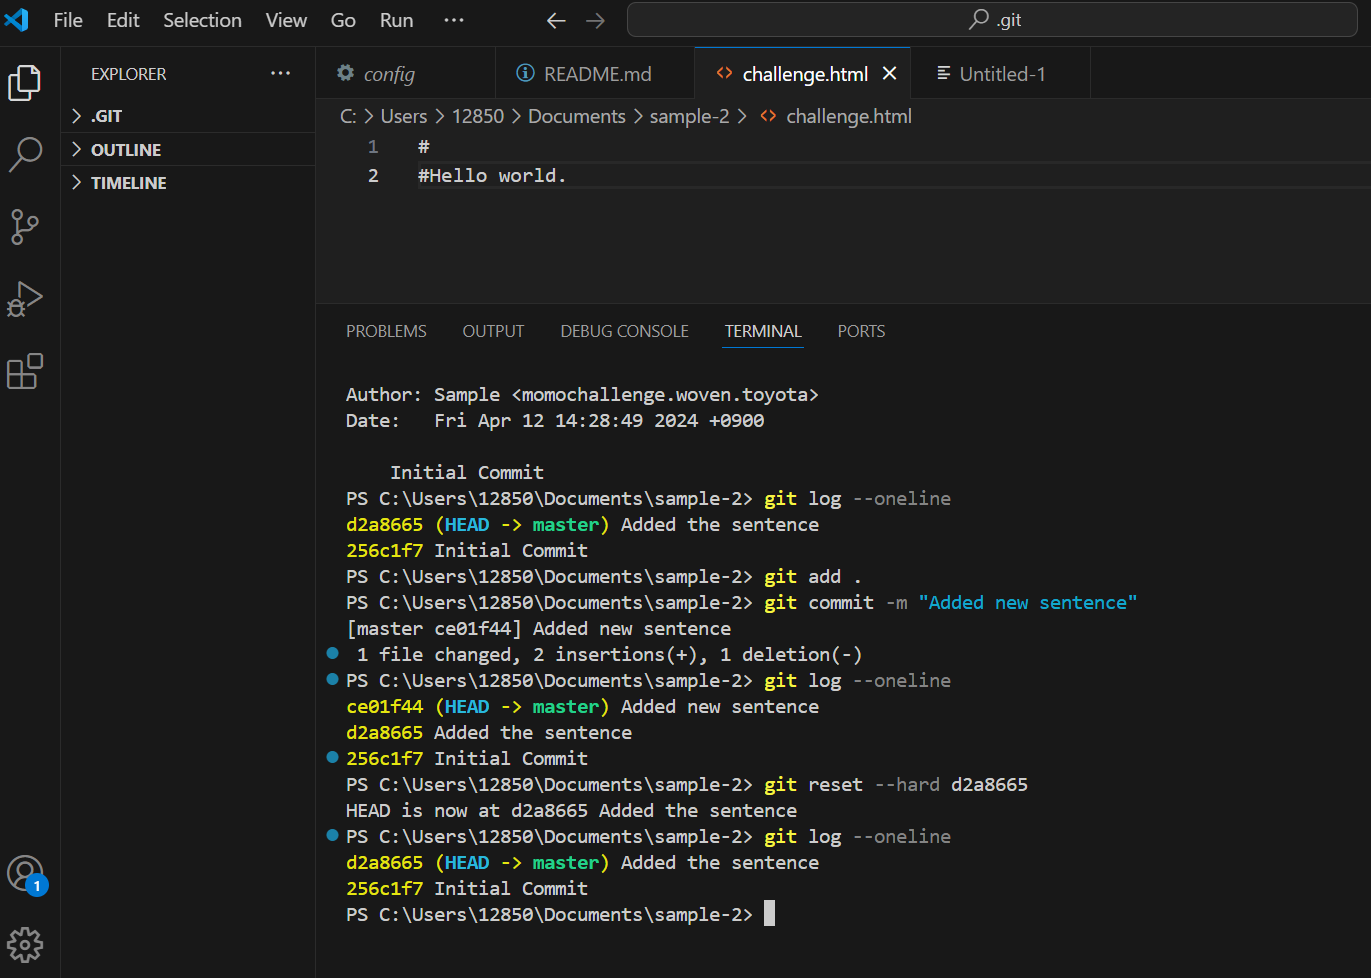 File Edit Selection View Go Run ··· ← → .git
EXPLORER ···
.GIT
OUTLINE
TIMELINE
1
config README.md challenge.html × Untitled-1
C: > Users > 12850 > Documents > sample-2 > challenge.html
1 #
2 #Hello world.
PROBLEMS OUTPUT DEBUG CONSOLE TERMINAL PORTS
Author: Sample <momochallenge.woven.toyota>
Date:   Fri Apr 12 14:28:49 2024 +0900
Initial Commit
PS C:\Users\12850\Documents\sample-2> git log --oneline
d2a8665 (HEAD -> master) Added the sentence
256c1f7 Initial Commit
PS C:\Users\12850\Documents\sample-2> git add .
PS C:\Users\12850\Documents\sample-2> git commit -m "Added new sentence"
[master ce01f44] Added new sentence
1 file changed, 2 insertions(+), 1 deletion(-)
PS C:\Users\12850\Documents\sample-2> git log --oneline
ce01f44 (HEAD -> master) Added new sentence
d2a8665 Added the sentence
256c1f7 Initial Commit
PS C:\Users\12850\Documents\sample-2> git reset --hard d2a8665
HEAD is now at d2a8665 Added the sentence
PS C:\Users\12850\Documents\sample-2> git log --oneline
d2a8665 (HEAD -> master) Added the sentence
256c1f7 Initial Commit
PS C:\Users\12850\Documents\sample-2>